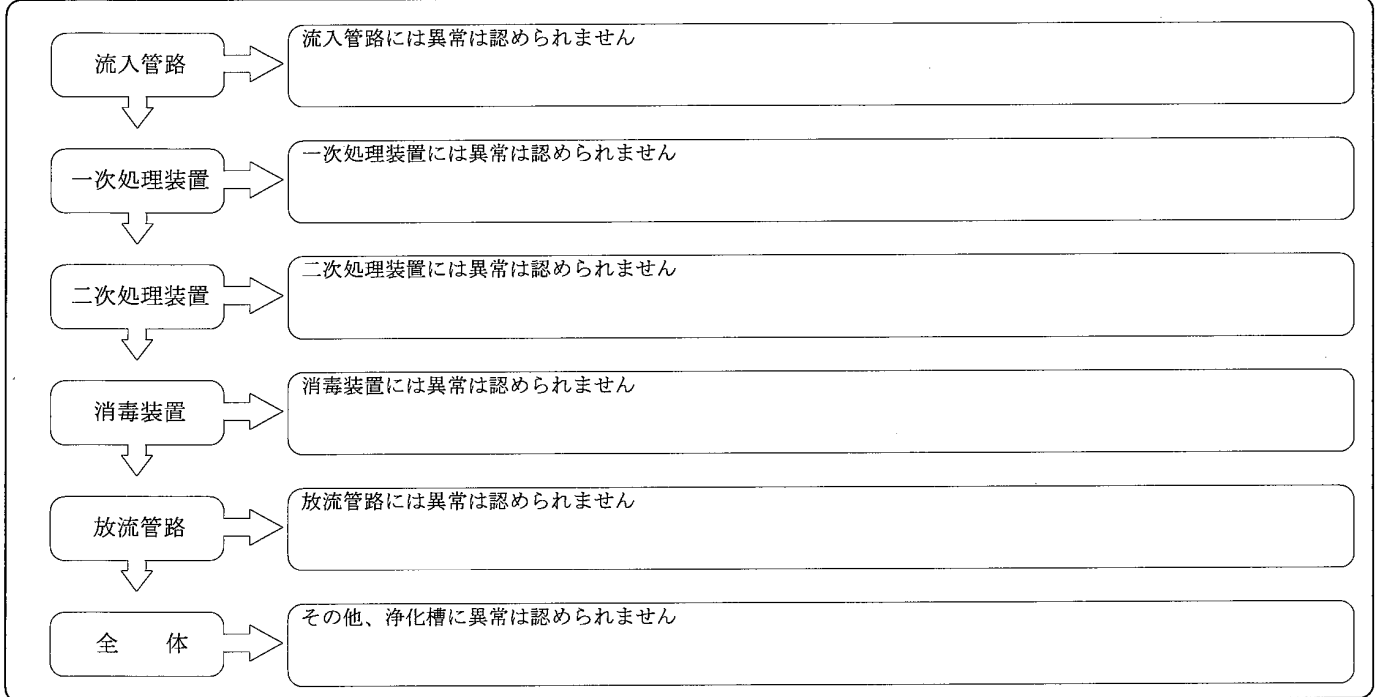 流入管路
流入管路には異常は認められません
一次処理装置
一次処理装置には異常は認められません
二次処理装置
二次処理装置には異常は認められません
消毒装置
消毒装置には異常は認められません
放流管路
放流管路には異常は認められません
全　体
その他、浄化槽に異常は認められません